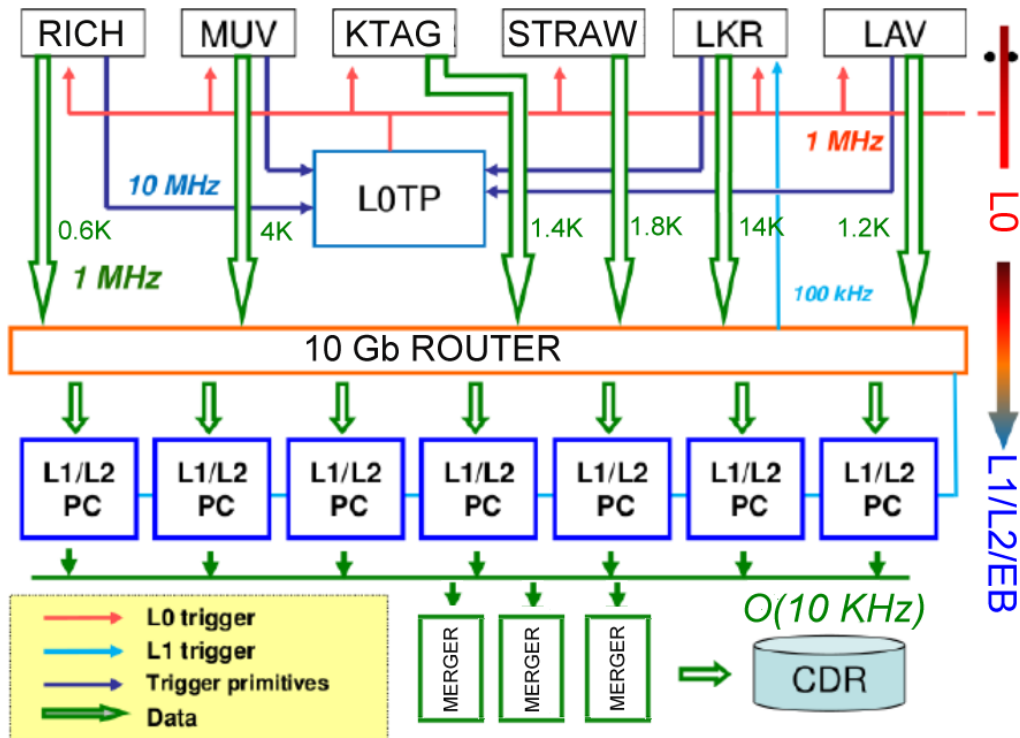 RICH MUV KTAG STRAW LKR LAV
1 MHz
10 MHz
L0TP
L0
0.6K 4K 1.4K 1.8K 14K 1.2K
1 MHz
100 kHz
10 Gb ROUTER
L1/L2 L1/L2 L1/L2 L1/L2 L1/L2 L1/L2 L1/L2
PC PC PC PC PC PC PC
L1/L2/EB
O(10 KHz)
L0 trigger
L1 trigger
Trigger primitives
Data
MERGER MERGER MERGER
CDR